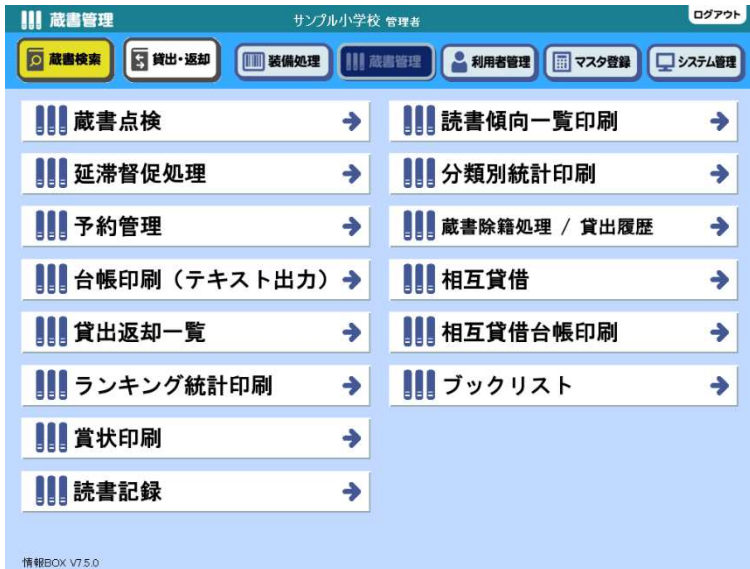 蔵書管理 サンプル小学校 管理者 ログアウト
蔵書検索 貸出・返却 装備処理 蔵書管理 利用者管理 マスタ登録 システム管理
蔵書点検
延滞督促処理
予約管理
台帳印刷（テキスト出力）
貸出返却一覧
ランキング統計印刷
賞状印刷
読書記録
読書傾向一覧印刷
分類別統計印刷
蔵書除籍処理 / 貸出履歴
相互貸借
相互貸借台帳印刷
ブックリスト
情報BOX V7.5.0